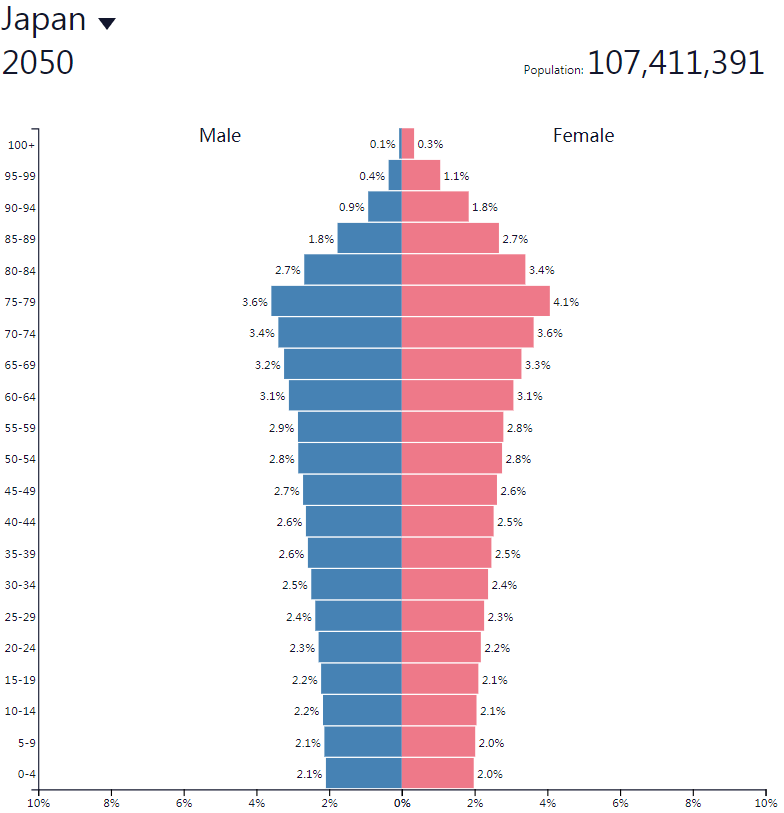 Japan
2050
Population: 107,411,391
Male Female
100+ 0.1% 0.3%
95-99 0.4% 1.1%
90-94 0.9% 1.8%
85-89 1.8% 2.7%
80-84 2.7% 3.4%
75-79 3.6% 4.1%
70-74 3.4% 3.6%
65-69 3.2% 3.3%
60-64 3.1% 3.1%
55-59 2.9% 2.8%
50-54 2.8% 2.8%
45-49 2.7% 2.6%
40-44 2.6% 2.5%
35-39 2.6% 2.5%
30-34 2.5% 2.4%
25-29 2.4% 2.3%
20-24 2.3% 2.2%
15-19 2.2% 2.1%
10-14 2.2% 2.1%
5-9 2.1% 2.0%
0-4 2.1% 2.0%
10% 8% 6% 4% 2% 0% 2% 4% 6% 8% 10%